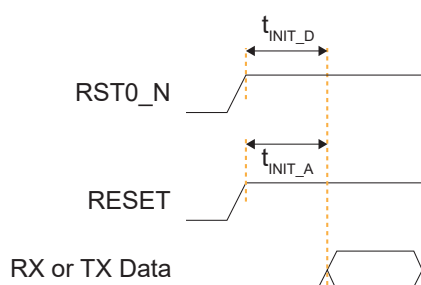 tINIT_D
RST0_N
tINIT_A
RESET
RX or TX Data